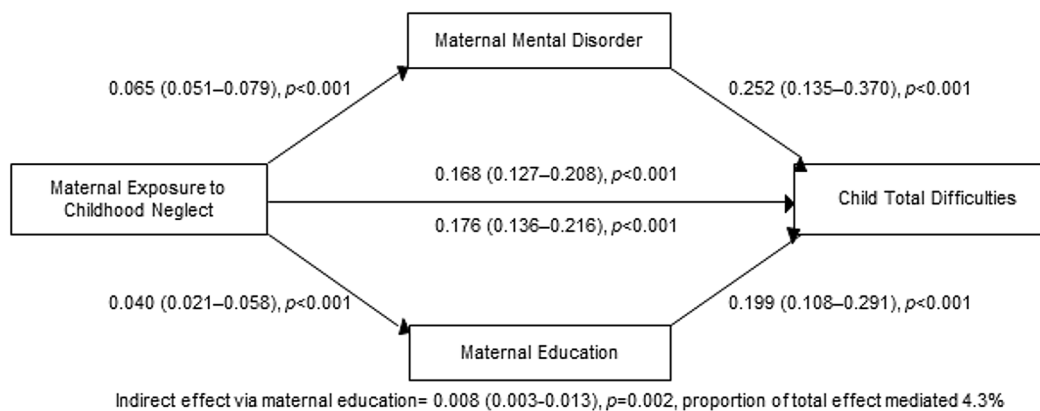 Maternal Mental Disorder
0.065 (0.051–0.079), p<0.001
0.252 (0.135–0.370), p<0.001
0.168 (0.127–0.208), p<0.001
Maternal Exposure to
Childhood Neglect
Child Total Difficulties
0.176 (0.136–0.216), p<0.001
0.040 (0.021–0.058), p<0.001
0.199 (0.108–0.291), p<0.001
Maternal Education
Indirect effect via maternal education= 0.008 (0.003-0.013), p=0.002, proportion of total effect mediated 4.3%